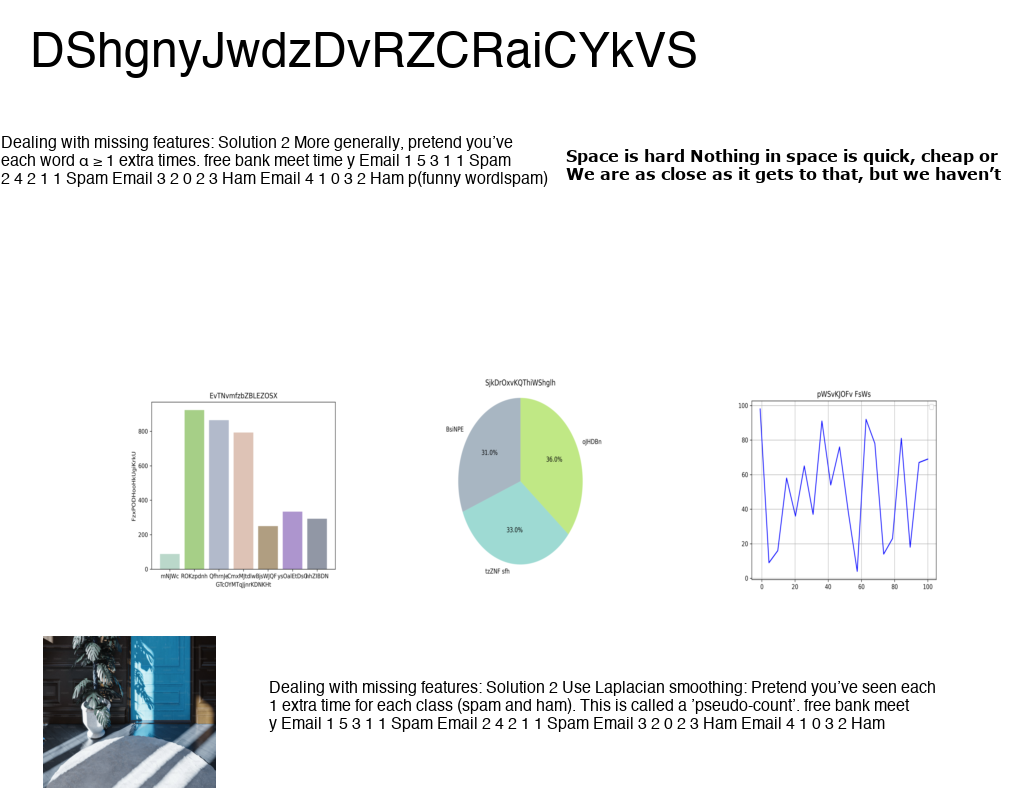 DShgnyJwdzDvRZCRaiCYkVS
Dealing with missing features: Solution 2 More generally, pretend you've
each word α ≥ 1 extra times. free bank meet time y Email 1 5 3 1 1 Spam
2 4 2 1 1 Spam Email 3 2 0 2 3 Ham Email 4 1 0 3 2 Ham p(funny wordlspam)
Space is hard Nothing in space is quick, cheap or
We are as close as it gets to that, but we haven't
EvTNvmfzbZBLEZOSX
800
600
400
200
0
mNJWc ROKzpdnh
SjkDrOxvKQThiWShglh
BsiNPE
ojHDBn
31.0%
36.0%
33.0%
tzZNF sfh
pWSvKJOFv FsWs
100
80
60
40
20
0
0 20 40 60 80 100
Dealing with missing features: Solution 2 Use Laplacian smoothing: Pretend you've seen each
1 extra time for each class (spam and ham). This is called a 'pseudo-count'. free bank meet
y Email 1 5 3 1 1 Spam Email 2 4 2 1 1 Spam Email 3 2 0 2 3 Ham Email 4 1 0 3 2 Ham